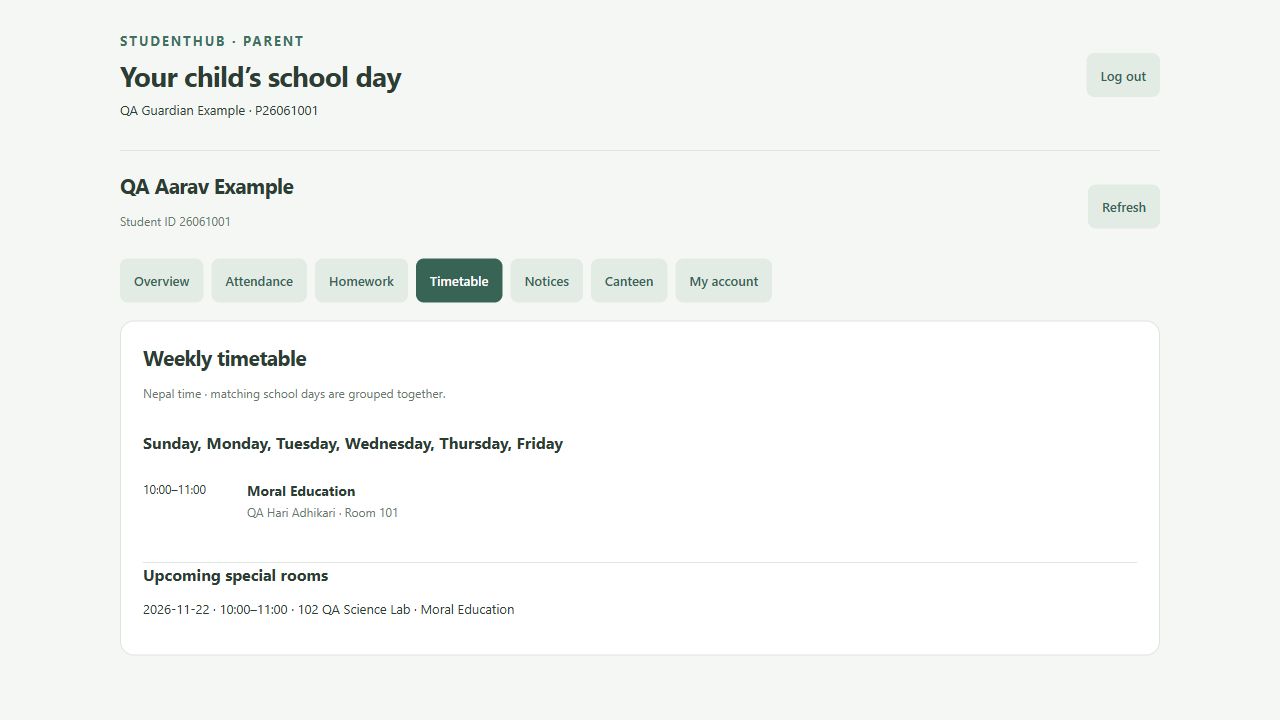 STUDENTHUB · PARENT
Your child’s school day
QA Guardian Example · P26061001
Log out
QA Aarav Example
Student ID 26061001
Refresh
Overview
Attendance
Homework
Timetable
Notices
Canteen
My account
Weekly timetable
Nepal time · matching school days are grouped together.
Sunday, Monday, Tuesday, Wednesday, Thursday, Friday
10:00–11:00
Moral Education
QA Hari Adhikari · Room 101
Upcoming special rooms
2026-11-22 · 10:00–11:00 · 102 QA Science Lab · Moral Education